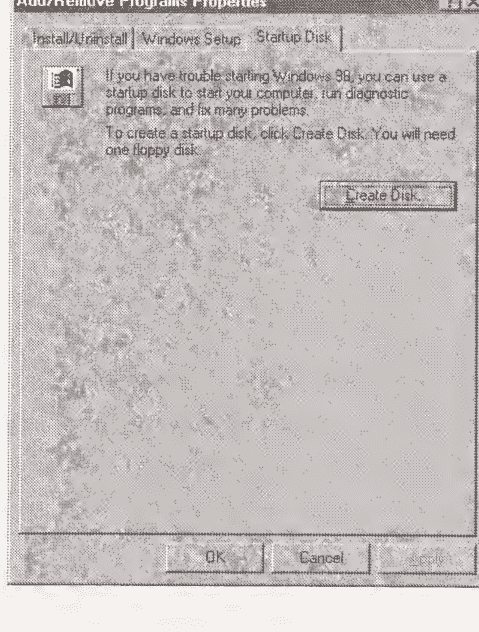 Add/Remove Programs Properties
Install/Uninstall Windows Setup Startup Disk
If you have trouble starting Windows 98, you can use a
startup disk to start your computer, run diagnostic
programs, and fix many problems.
To create a startup disk, click Create Disk. You will need
one floppy disk.
Create Disk...
OK Cancel Apply